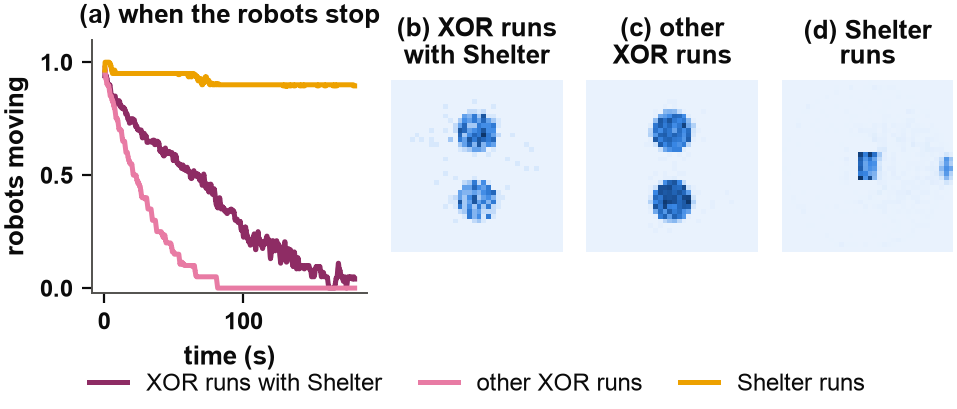 (a) when the robots stop
(b) XOR runs
with Shelter
(c) other
XOR runs
(d) Shelter
runs
robots moving
1.0
0.5
0.0
0
100
time (s)
XOR runs with Shelter
other XOR runs
Shelter runs